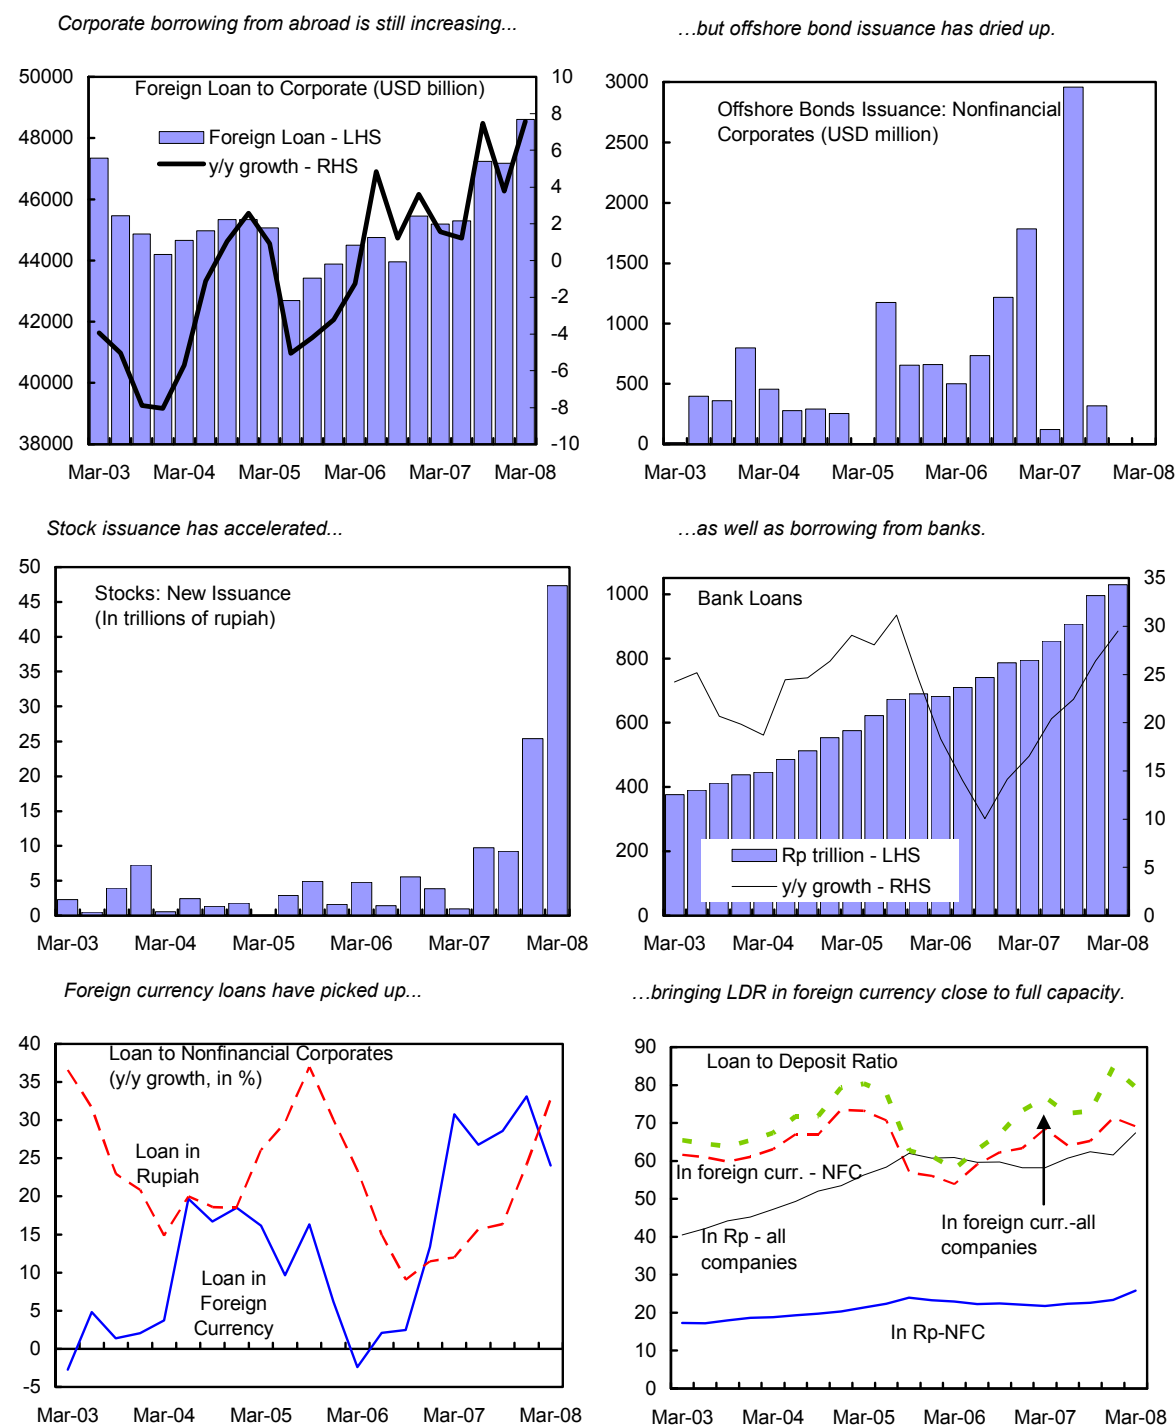 Corporate borrowing from abroad is still increasing...
50000
48000
46000
44000
42000
40000
38000
Foreign Loan to Corporate (USD billion)
Foreign Loan - LHS
y/y growth - RHS
10
8
6
4
2
0
-2
-4
-6
-8
-10
Mar-03 Mar-04 Mar-05 Mar-06 Mar-07 Mar-08
…but offshore bond issuance has dried up.
3000
2500
2000
1500
1000
500
0
Offshore Bonds Issuance: Nonfinancial
Corporates (USD million)
Mar-03 Mar-04 Mar-05 Mar-06 Mar-07 Mar-08
Stock issuance has accelerated...
50
45
40
35
30
25
20
15
10
5
0
Stocks: New Issuance
(In trillions of rupiah)
Mar-03 Mar-04 Mar-05 Mar-06 Mar-07 Mar-08
…as well as borrowing from banks.
1000
800
600
400
200
0
Bank Loans
Rp trillion - LHS
y/y growth - RHS
35
30
25
20
15
10
5
0
Mar-03 Mar-04 Mar-05 Mar-06 Mar-07 Mar-08
Foreign currency loans have picked up...
40
35
30
25
20
15
10
5
0
-5
Loan to Nonfinancial Corporates
(y/y growth, in %)
Loan in
Rupiah
Loan in
Foreign
Currency
Mar-03 Mar-04 Mar-05 Mar-06 Mar-07 Mar-08
…bringing LDR in foreign currency close to full capacity.
90
80
70
60
50
40
30
20
10
0
Loan to Deposit Ratio
In foreign curr. - NFC
In Rp - all
companies
In foreign curr.-all
companies
In Rp-NFC
Mar-03 Mar-04 Mar-05 Mar-06 Mar-07 Mar-08